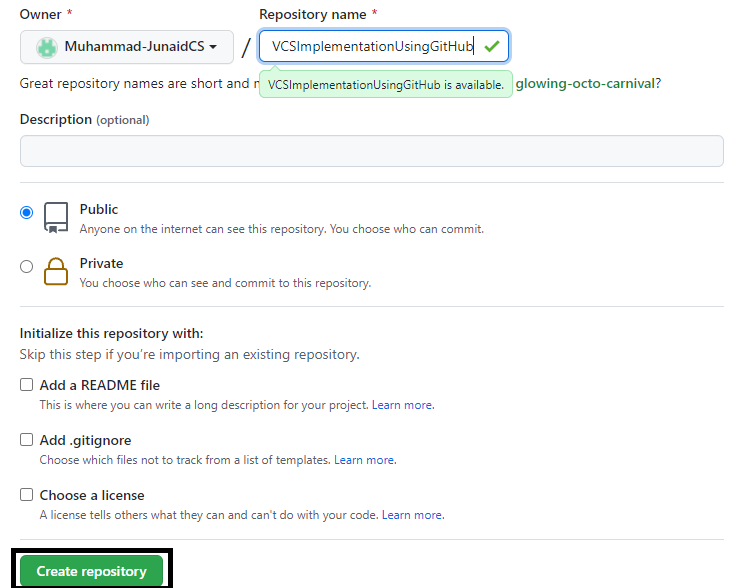 Owner * Repository name *
Muhammad-JunaidCS / VCSImplementationUsingGitHub
Great repository names are short and glowing-octo-carnival?
VCSImplementationUsingGitHub is available.
Description (optional)
Public
Anyone on the internet can see this repository. You choose who can commit.
Private
You choose who can see and commit to this repository.
Initialize this repository with:
Skip this step if you’re importing an existing repository.
Add a README file
This is where you can write a long description for your project. Learn more.
Add .gitignore
Choose which files not to track from a list of templates. Learn more.
Choose a license
A license tells others what they can and can't do with your code. Learn more.
Create repository